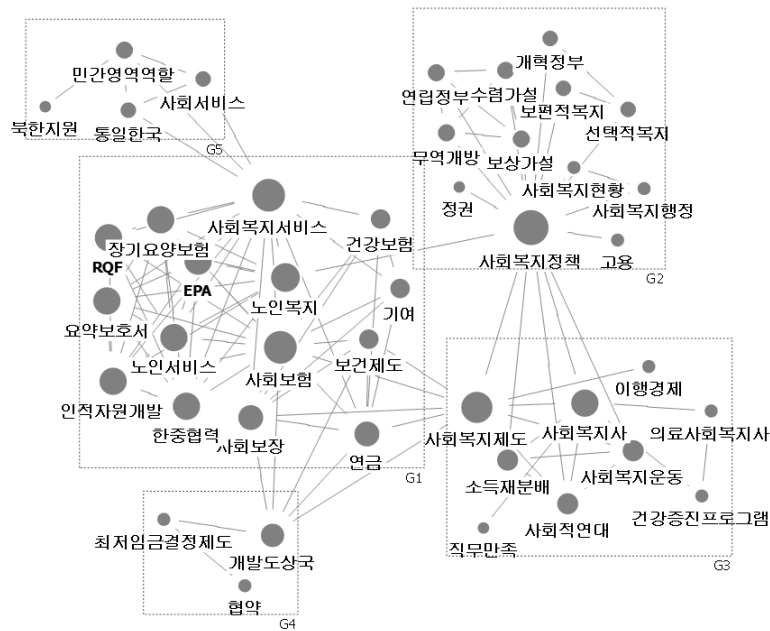 민간영역역할
사회서비스
북한지원
통일한국
G5
개혁정부
연립정부
수렴가설
보편적복지
선택적복지
무역개방
보상가설
사회복지현황
사회복지행정
정권
사회복지정책
고용
G2
사회복지서비스
건강보험
장기요양보험
RQF
EPA
노인복지
기여
요약보호서
노인서비스
사회보험
보건제도
인적자원개발
한중협력
사회보장
연금
G1
이행경제
사회복지제도
사회복지사
의료사회복지사
소득재분배
사회복지운동
건강증진프로그램
사회적연대
직무만족
G3
최저임금결정제도
개발도상국
협약
G4